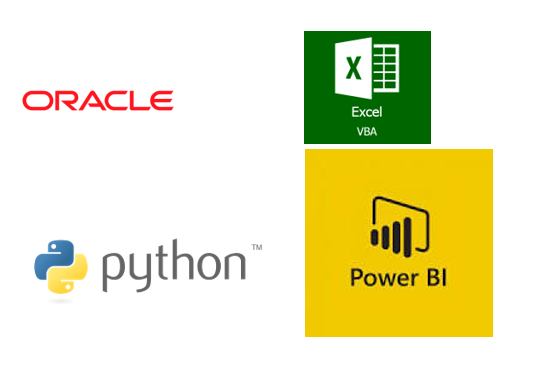 ORACLE
Excel
VBA
python™
Power BI